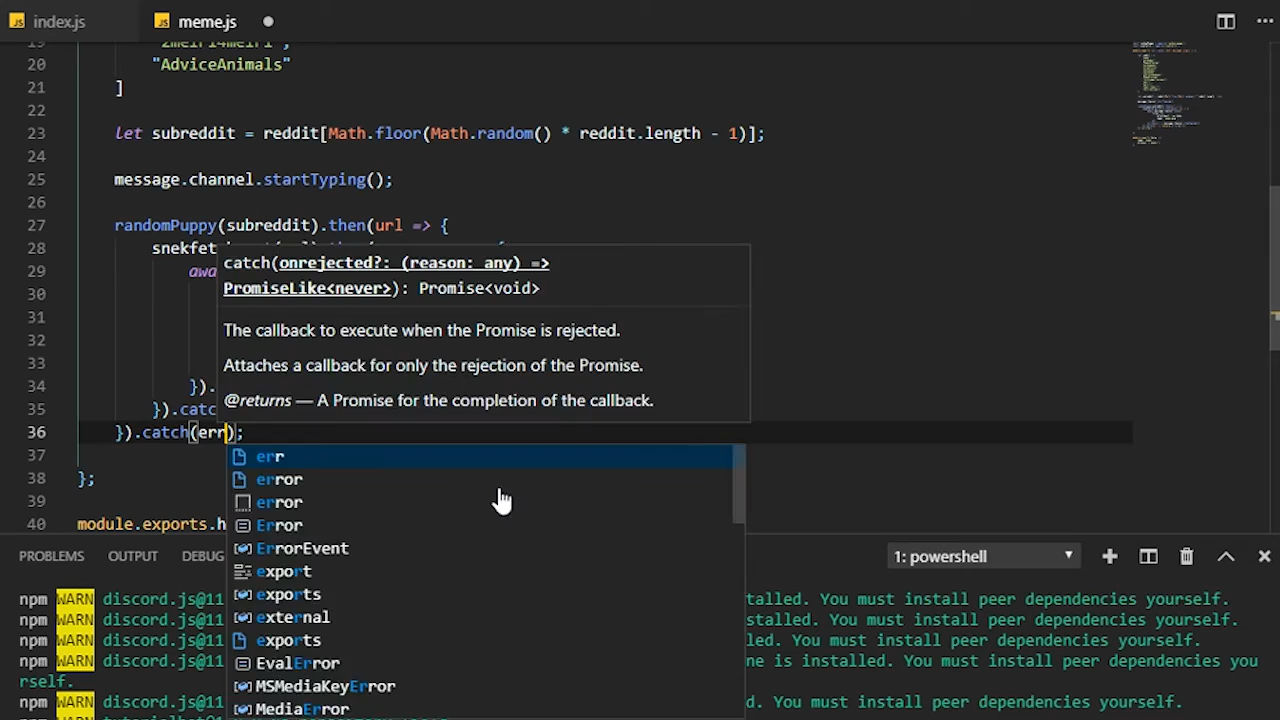 index.js
meme.js
20 "AdviceAnimals"
21 ]
22
23 let subreddit = reddit[Math.floor(Math.random() * reddit.length - 1)];
24
25 message.channel.startTyping();
26
27 randomPuppy(subreddit).then(url => {
28 snekfet
29 awa
30
31
32
33
34 }).
35 }).catc
36 }).catch(err);
37
38 };
39
40 module.exports.h
catch(onrejected?: (reason: any) =>
PromiseLike<never>): Promise<void>
The callback to execute when the Promise is rejected.
Attaches a callback for only the rejection of the Promise.
@returns — A Promise for the completion of the callback.
err
error
error
Error
ErrorEvent
export
exports
external
exports
EvalError
MSMediaKeyError
MediaError
PROBLEMS OUTPUT DEBUG 1: powershell
npm WARN discord.js@11 talled. You must install peer dependencies yourself.
npm WARN discord.js@11 stalled. You must install peer dependencies yourself.
npm WARN discord.js@11 led. You must install peer dependencies yourself.
npm WARN discord.js@11 ne is installed. You must install peer dependencies you
rself.
npm WARN discord.js@11 d. You must install peer dependencies yourself.